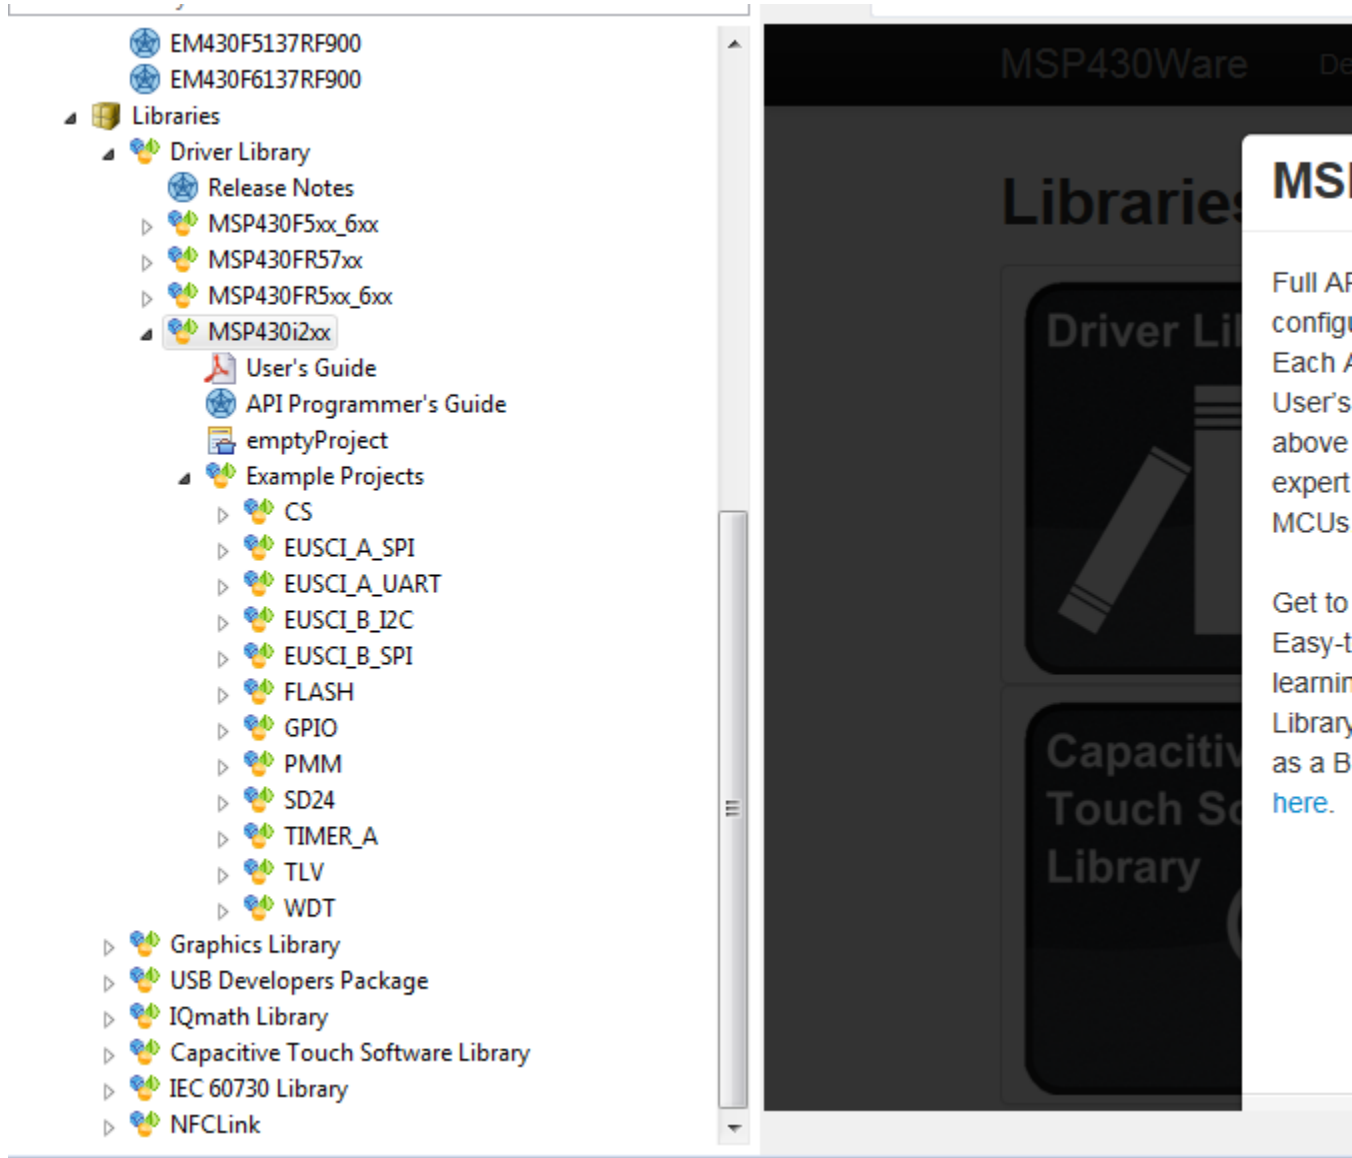 EM430F5137RF900
EM430F6137RF900
Libraries
Driver Library
Release Notes
MSP430F5xx_6xx
MSP430FR57xx
MSP430FR5xx_6xx
MSP430i2xx
User's Guide
API Programmer's Guide
emptyProject
Example Projects
CS
EUSCI_A_SPI
EUSCI_A_UART
EUSCI_B_I2C
EUSCI_B_SPI
FLASH
GPIO
PMM
SD24
TIMER_A
TLV
WDT
Graphics Library
USB Developers Package
IQmath Library
Capacitive Touch Software Library
IEC 60730 Library
NFCLink
MSP430Ware De
Libraries
Driver Li
Capacitiv
Touch So
Library
MSP
Full AP
configu
Each A
User's
above
expert
MCUs
Get to
Easy-t
learnin
Library
as a B
here.